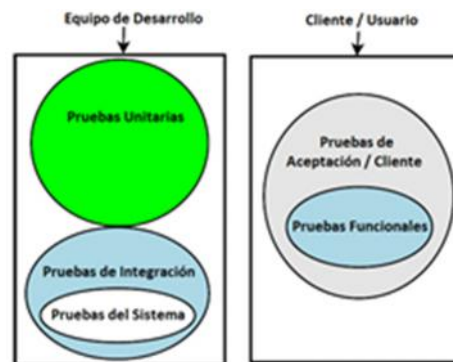 Equipo de Desarrollo
Pruebas Unitarias
Pruebas de Integración
Pruebas del Sistema
Cliente / Usuario
Pruebas de
Aceptación / Cliente
Pruebas Funcionales